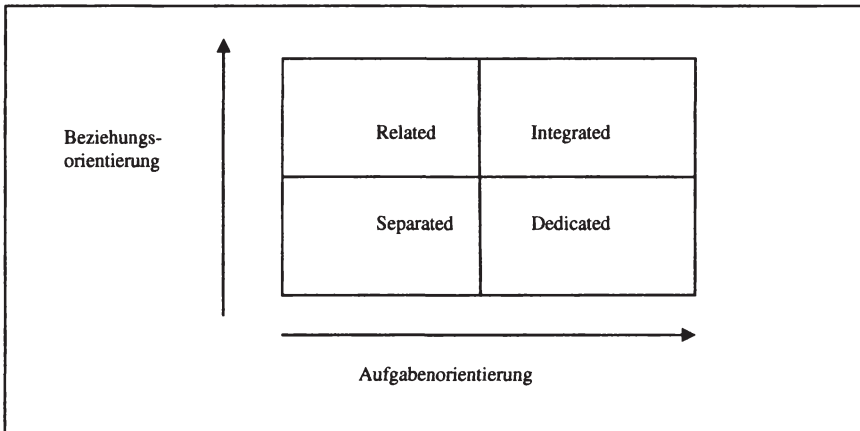 Beziehungs-
orientierung
Related Integrated
Separated Dedicated
Aufgabenorientierung